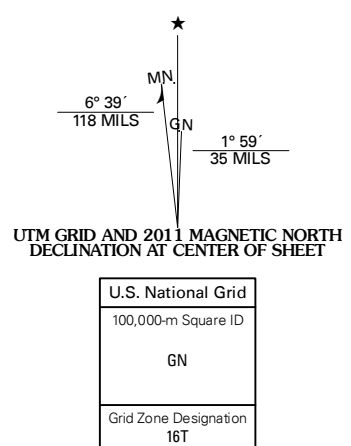 ★
MN
GN
6° 39´
118 MILS
1° 59´
35 MILS
UTM GRID AND 2011 MAGNETIC NORTH
DECLINATION AT CENTER OF SHEET
U.S. National Grid
100,000-m Square ID
GN
Grid Zone Designation
16T